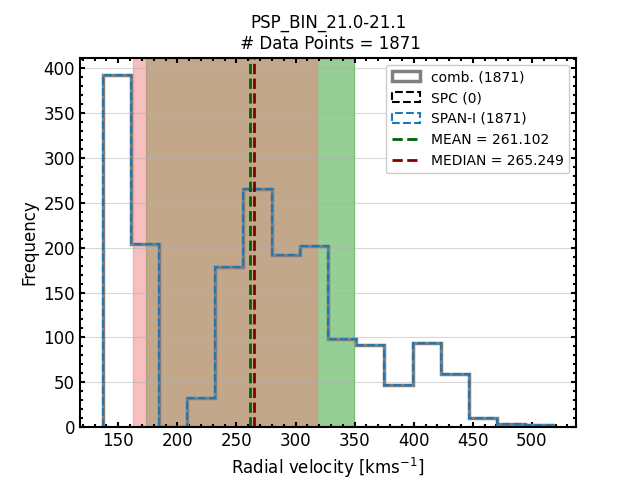 PSP_BIN_21.0-21.1
# Data Points = 1871
400
350
300
250
200
150
100
50
0
Frequency
comb. (1871)
SPC (0)
SPAN-I (1871)
MEAN = 261.102
MEDIAN = 265.249
150 200 250 300 350 400 450 500
Radial velocity [kms⁻¹]